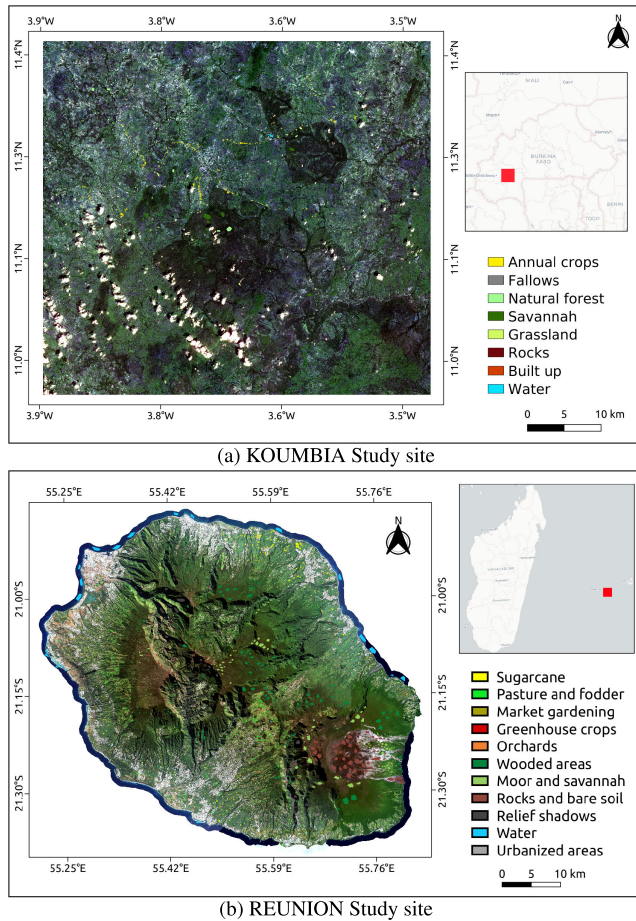 3.9°W 3.8°W 3.6°W 3.5°W
N
11.4°N 11.4°N
MALI
11.3°N 11.3°N
BURKINA
FASO
BENIN
TOGO
11.1°N 11.1°N
Annual crops
Fallows
Natural forest
Savannah
Grassland
Rocks
Built up
Water
11.0°N 11.0°N
0 5 10 km
3.9°W 3.8°W 3.6°W 3.5°W
(a) KOUMBIA Study site
55.25°E 55.42°E 55.59°E 55.76°E
N
21.00°S 21.00°S
21.15°S 21.15°S
Sugarcane
Pasture and fodder
Market gardening
Greenhouse crops
Orchards
Wooded areas
Moor and savannah
Rocks and bare soil
Relief shadows
Water
Urbanized areas
21.30°S 21.30°S
0 5 10 km
55.25°E 55.42°E 55.59°E 55.76°E
(b) REUNION Study site